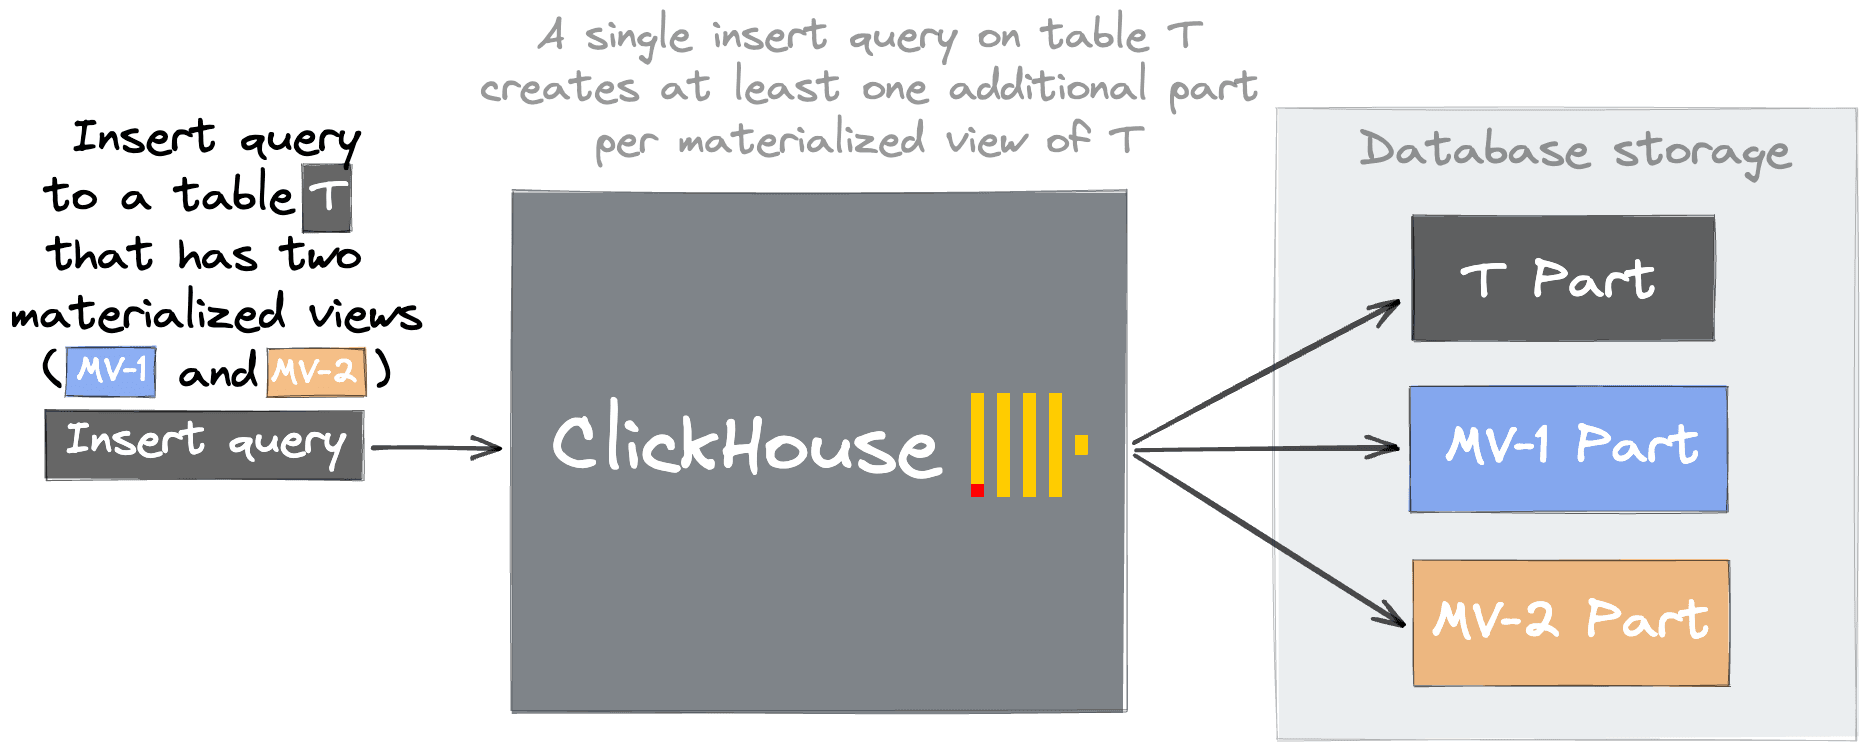 A single insert query on table T
creates at least one additional part
per materialized view of T
Insert query
to a table T
that has two
materialized views
( MV-1 and MV-2 )
Insert query
ClickHouse
Database storage
T Part
MV-1 Part
MV-2 Part